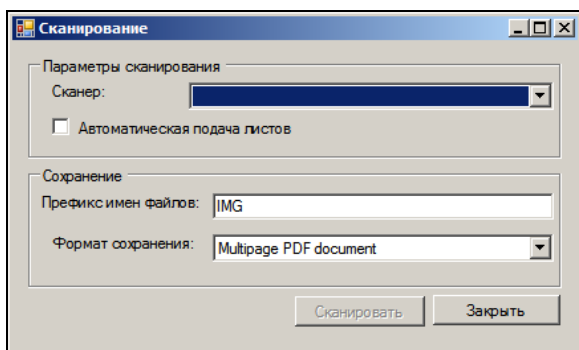 Сканирование
Параметры сканирования
Сканер:
Автоматическая подача листов
Сохранение
Префикс имен файлов: IMG
Формат сохранения: Multipage PDF document
Сканировать Закрыть